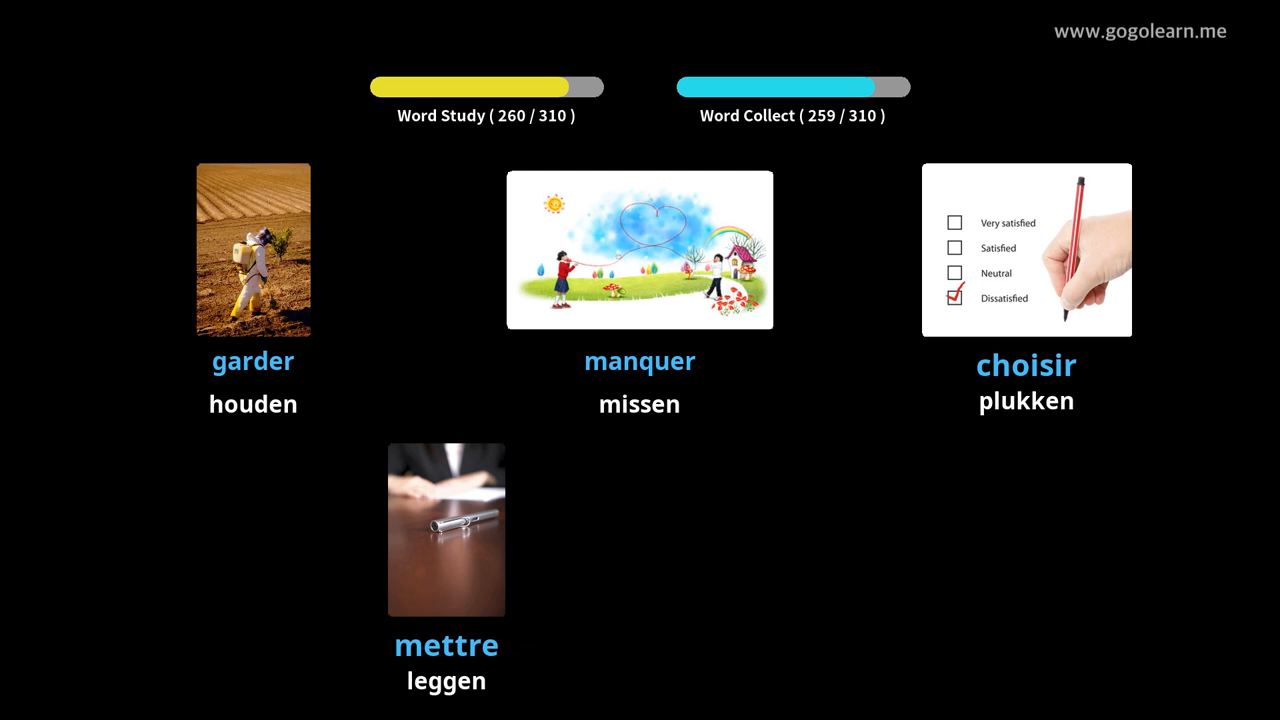 www.gogolearn.me
Word Study ( 260 / 310 )
Word Collect ( 259 / 310 )
Very satisfied
Satisfied
Neutral
Dissatisfied
garder
manquer
choisir
houden
missen
plukken
mettre
leggen